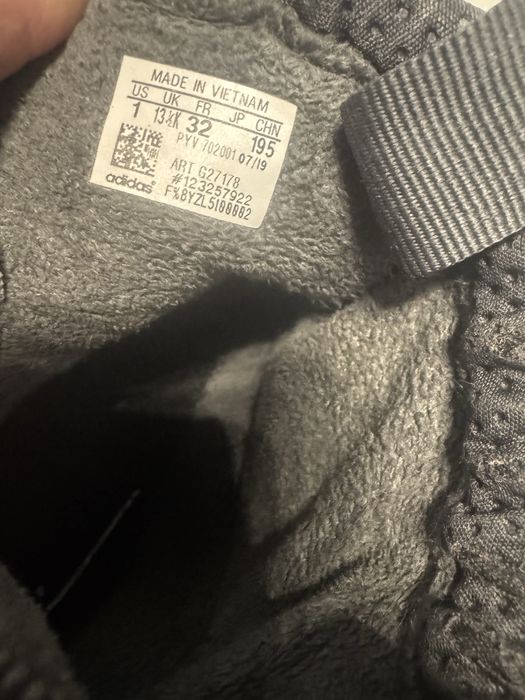 MADE IN VIETNAM
US UK FR JP CHN
1 13½K 32 195
PYV 702001 07/19
ART G27178
#123257922
adidas